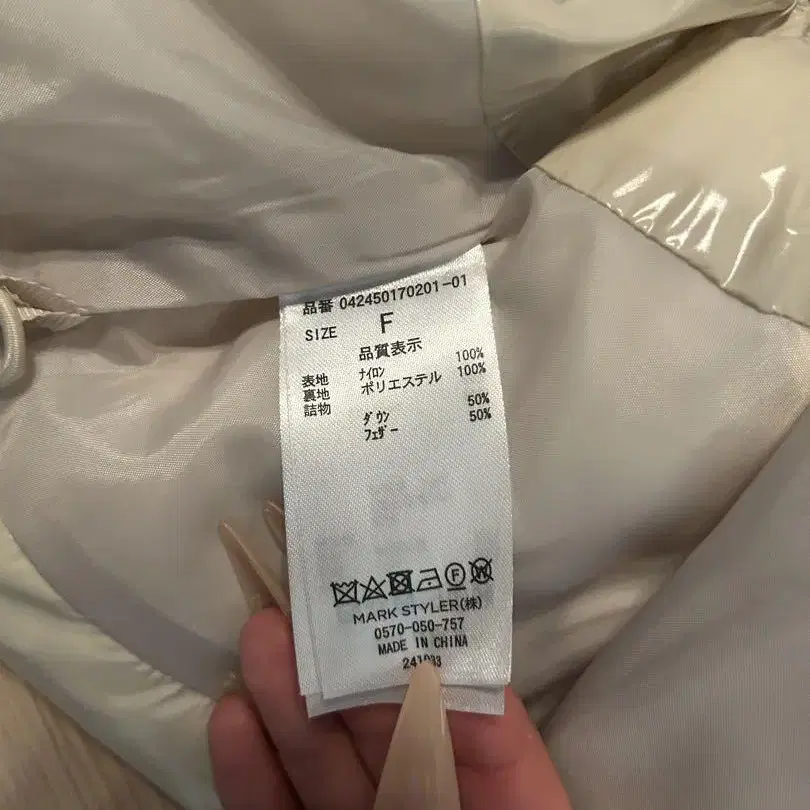 品番 042450170201-01
SIZE F
品質表示
表地 ナイロン 100%
裏地 ポリエステル 100%
詰物
ダウン 50%
フェザー 50%
MARK STYLER(株)
0570-050-757
MADE IN CHINA